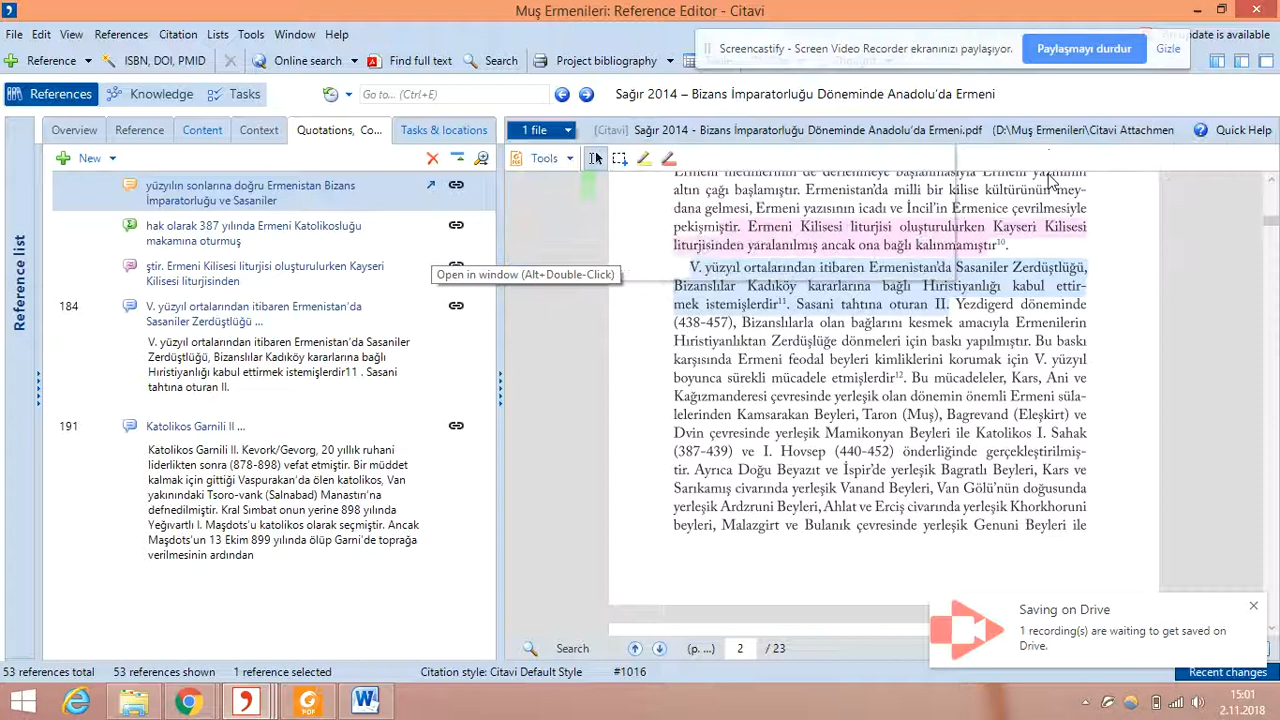 Muş Ermenileri: Reference Editor - Citavi
File Edit View References Citation Lists Tools Window Help
An update is available
Screencastify - Screen Video Recorder ekranınızı paylaşıyor. Paylaşmayı durdur Gizle
Reference ISBN, DOI, PMID Online search Find full text Search Project bibliography
References Knowledge Tasks Go to... (Ctrl+E) Sağır 2014 – Bizans İmparatorluğu Döneminde Anadolu'da Ermeni
Overview Reference Content Context Quotations, Co... Tasks & locations
1 file [Citavi] Sağır 2014 - Bizans İmparatorluğu Döneminde Anadolu'da Ermeni.pdf (D:\Muş Ermenileri\Citavi Attachmen Quick Help
New
Tools
Reference list
yüzyılın sonlarına doğru Ermenistan Bizans
İmparatorluğu ve Sasaniler
hak olarak 387 yılında Ermeni Katolikosluğu
makamına oturmuş
ştir. Ermeni Kilisesi liturjisi oluşturulurken Kayseri
Kilisesi liturjisinden
Open in window (Alt+Double-Click)
184 V. yüzyıl ortalarından itibaren Ermenistan'da
Sasaniler Zerdüştlüğü ...
V. yüzyıl ortalarından itibaren Ermenistan'da Sasaniler
Zerdüştlüğü, Bizanslılar Kadıköy kararlarına bağlı
Hıristiyanlığı kabul ettirmek istemişlerdir11 . Sasani
tahtına oturan II.
191 Katolikos Garnili II ...
Katolikos Garnili II. Kevork/Gevorg, 20 yıllık ruhani
liderlikten sonra (878-898) vefat etmiştir. Bir müddet
kalmak için gittiği Vaspurakan'da ölen katolikos, Van
yakınındaki Tsoro-vank (Salnabad) Manastırı'na
defnedilmiştir. Kral Sımbat onun yerine 898 yılında
Yeğıvartlı I. Maşdots'u katolikos olarak seçmiştir. Ancak
Maşdots'un 13 Ekim 899 yılında ölüp Garni'de toprağa
verilmesinin ardından
Ermeni metinlerinin de derlenmeye başlanmasıyla Ermeni yazınının
altın çağı başlamıştır. Ermenistan'da milli bir kilise kültürünün mey-
dana gelmesi, Ermeni yazısının icadı ve İncil'in Ermenice çevrilmesiyle
pekişmiştir. Ermeni Kilisesi liturjisi oluşturulurken Kayseri Kilisesi
liturjisinden yaralanılmış ancak ona bağlı kalınmamıştır10.
V. yüzyıl ortalarından itibaren Ermenistan'da Sasaniler Zerdüştlüğü,
Bizanslılar Kadıköy kararlarına bağlı Hıristiyanlığı kabul ettir-
mek istemişlerdir11. Sasani tahtına oturan II. Yezdigerd döneminde
(438-457), Bizanslılarla olan bağlarını kesmek amacıyla Ermenilerin
Hıristiyanlıktan Zerdüşlüğe dönmeleri için baskı yapılmıştır. Bu baskı
karşısında Ermeni feodal beyleri kimliklerini korumak için V. yüzyıl
boyunca sürekli mücadele etmişlerdir12. Bu mücadeleler, Kars, Ani ve
Kağızmanderesi çevresinde yerleşik olan dönemin önemli Ermeni süla-
lelerinden Kamsarakan Beyleri, Taron (Muş), Bagrevand (Eleşkirt) ve
Dvin çevresinde yerleşik Mamikonyan Beyleri ile Katolikos I. Sahak
(387-439) ve I. Hovsep (440-452) önderliğinde gerçekleştirilmiş-
tir. Ayrıca Doğu Beyazıt ve İspir'de yerleşik Bagratlı Beyleri, Kars ve
Sarıkamış civarında yerleşik Vanand Beyleri, Van Gölü'nün doğusunda
yerleşik Ardzruni Beyleri, Ahlat ve Erciş civarında yerleşik Khorkhoruni
beyleri, Malazgirt ve Bulanık çevresinde yerleşik Genuni Beyleri ile
Saving on Drive
1 recording(s) are waiting to get saved on
Drive.
Search (p. ... 2 / 23
53 references total 53 references shown 1 reference selected Citation style: Citavi Default Style #1016 Recent changes
15:01
2.11.2018